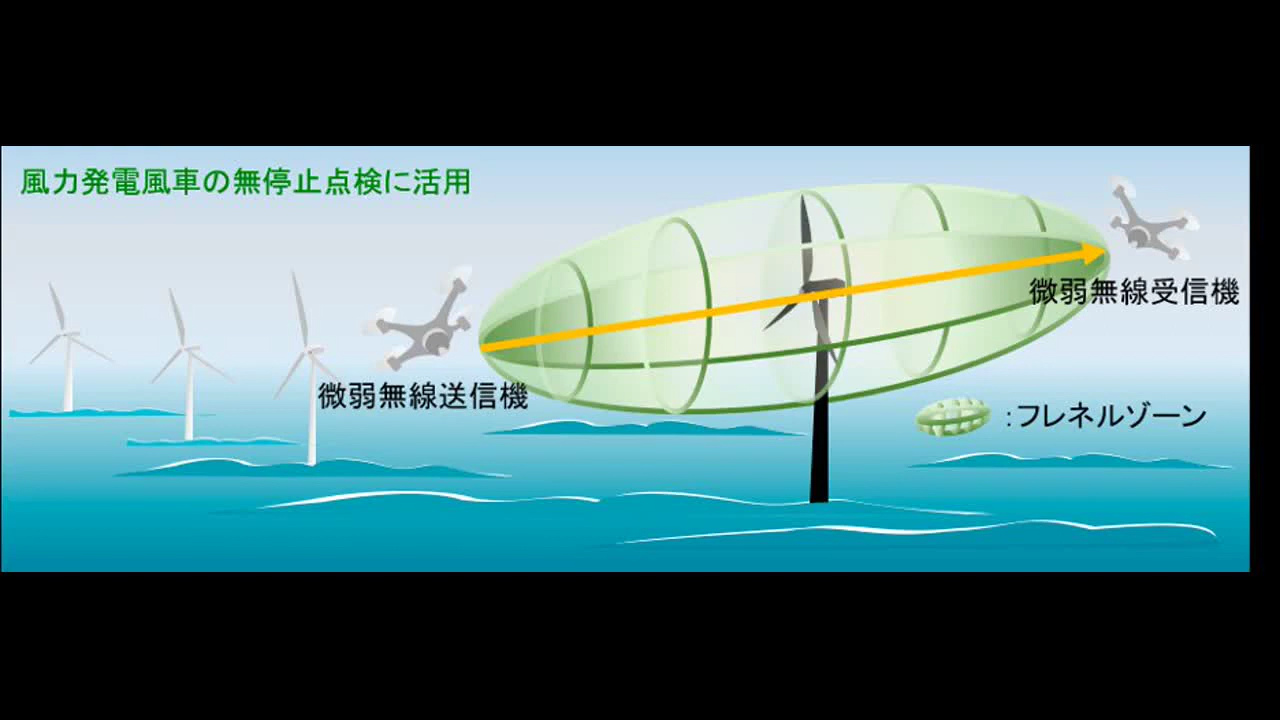 風力発電風車の無停止点検に活用
微弱無線受信機
微弱無線送信機
:フレネルゾーン